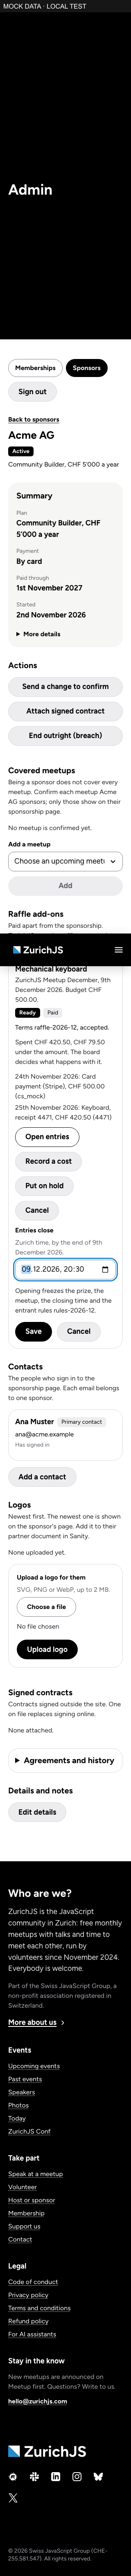 MOCK DATA · LOCAL TEST
Admin
Memberships
Sponsors
Sign out
Back to sponsors
Acme AG
Active
Community Builder, CHF 5'000 a year
Summary
Plan
Community Builder, CHF
5'000 a year
Payment
By card
Paid through
1st November 2027
Started
2nd November 2026
More details
Actions
Send a change to confirm
Attach signed contract
End outright (breach)
Covered meetups
Being a sponsor does not cover every
meetup. Confirm each meetup Acme
AG sponsors; only these show on their
sponsorship page.
No meetup is confirmed yet.
Add a meetup
Choose an upcoming meetu
Add
Raffle add-ons
Paid apart from the sponsorship.
ZurichJS
Mechanical keyboard
ZurichJS Meetup December, 9th
December 2026. Budget CHF
500.00.
Ready
Paid
Terms raffle-2026-12, accepted.
Spent CHF 420.50, CHF 79.50
under the amount. The board
decides what happens with it.
24th November 2026: Card
payment (Stripe), CHF 500.00
(cs_mock)
25th November 2026: Keyboard,
receipt 4471, CHF 420.50 (4471)
Open entries
Record a cost
Put on hold
Cancel
Entries close
Zurich time, by the end of 9th
December 2026.
09.12.2026, 20:30
Opening freezes the prize, the
meetup, the closing time and the
entrant rules rules-2026-12.
Save
Cancel
Contacts
The people who sign in to the
sponsorship page. Each email belongs
to one sponsor.
Ana Muster
Primary contact
ana@acme.example
Has signed in
Add a contact
Logos
Newest first. The newest one is shown
on the sponsor's page. Add it to their
partner document in Sanity.
None uploaded yet.
Upload a logo for them
SVG, PNG or WebP, up to 2 MB.
Choose a file
No file chosen
Upload logo
Signed contracts
Contracts signed outside the site. One
on file replaces signing online.
None attached.
Agreements and history
Details and notes
Edit details
Who are we?
ZurichJS is the JavaScript
community in Zurich: free monthly
meetups with talks and time to
meet each other, run by
volunteers since November 2024.
Everybody is welcome.
Part of the Swiss JavaScript Group, a
non-profit association registered in
Switzerland.
More about us
Events
Upcoming events
Past events
Speakers
Photos
Today
ZurichJS Conf
Take part
Speak at a meetup
Volunteer
Host or sponsor
Membership
Support us
Contact
Legal
Code of conduct
Privacy policy
Terms and conditions
Refund policy
For AI assistants
Stay in the know
New meetups are announced on
Meetup first. Questions? Write to us.
hello@zurichjs.com
ZurichJS
© 2026 Swiss JavaScript Group (CHE-
255.581.547). All rights reserved.